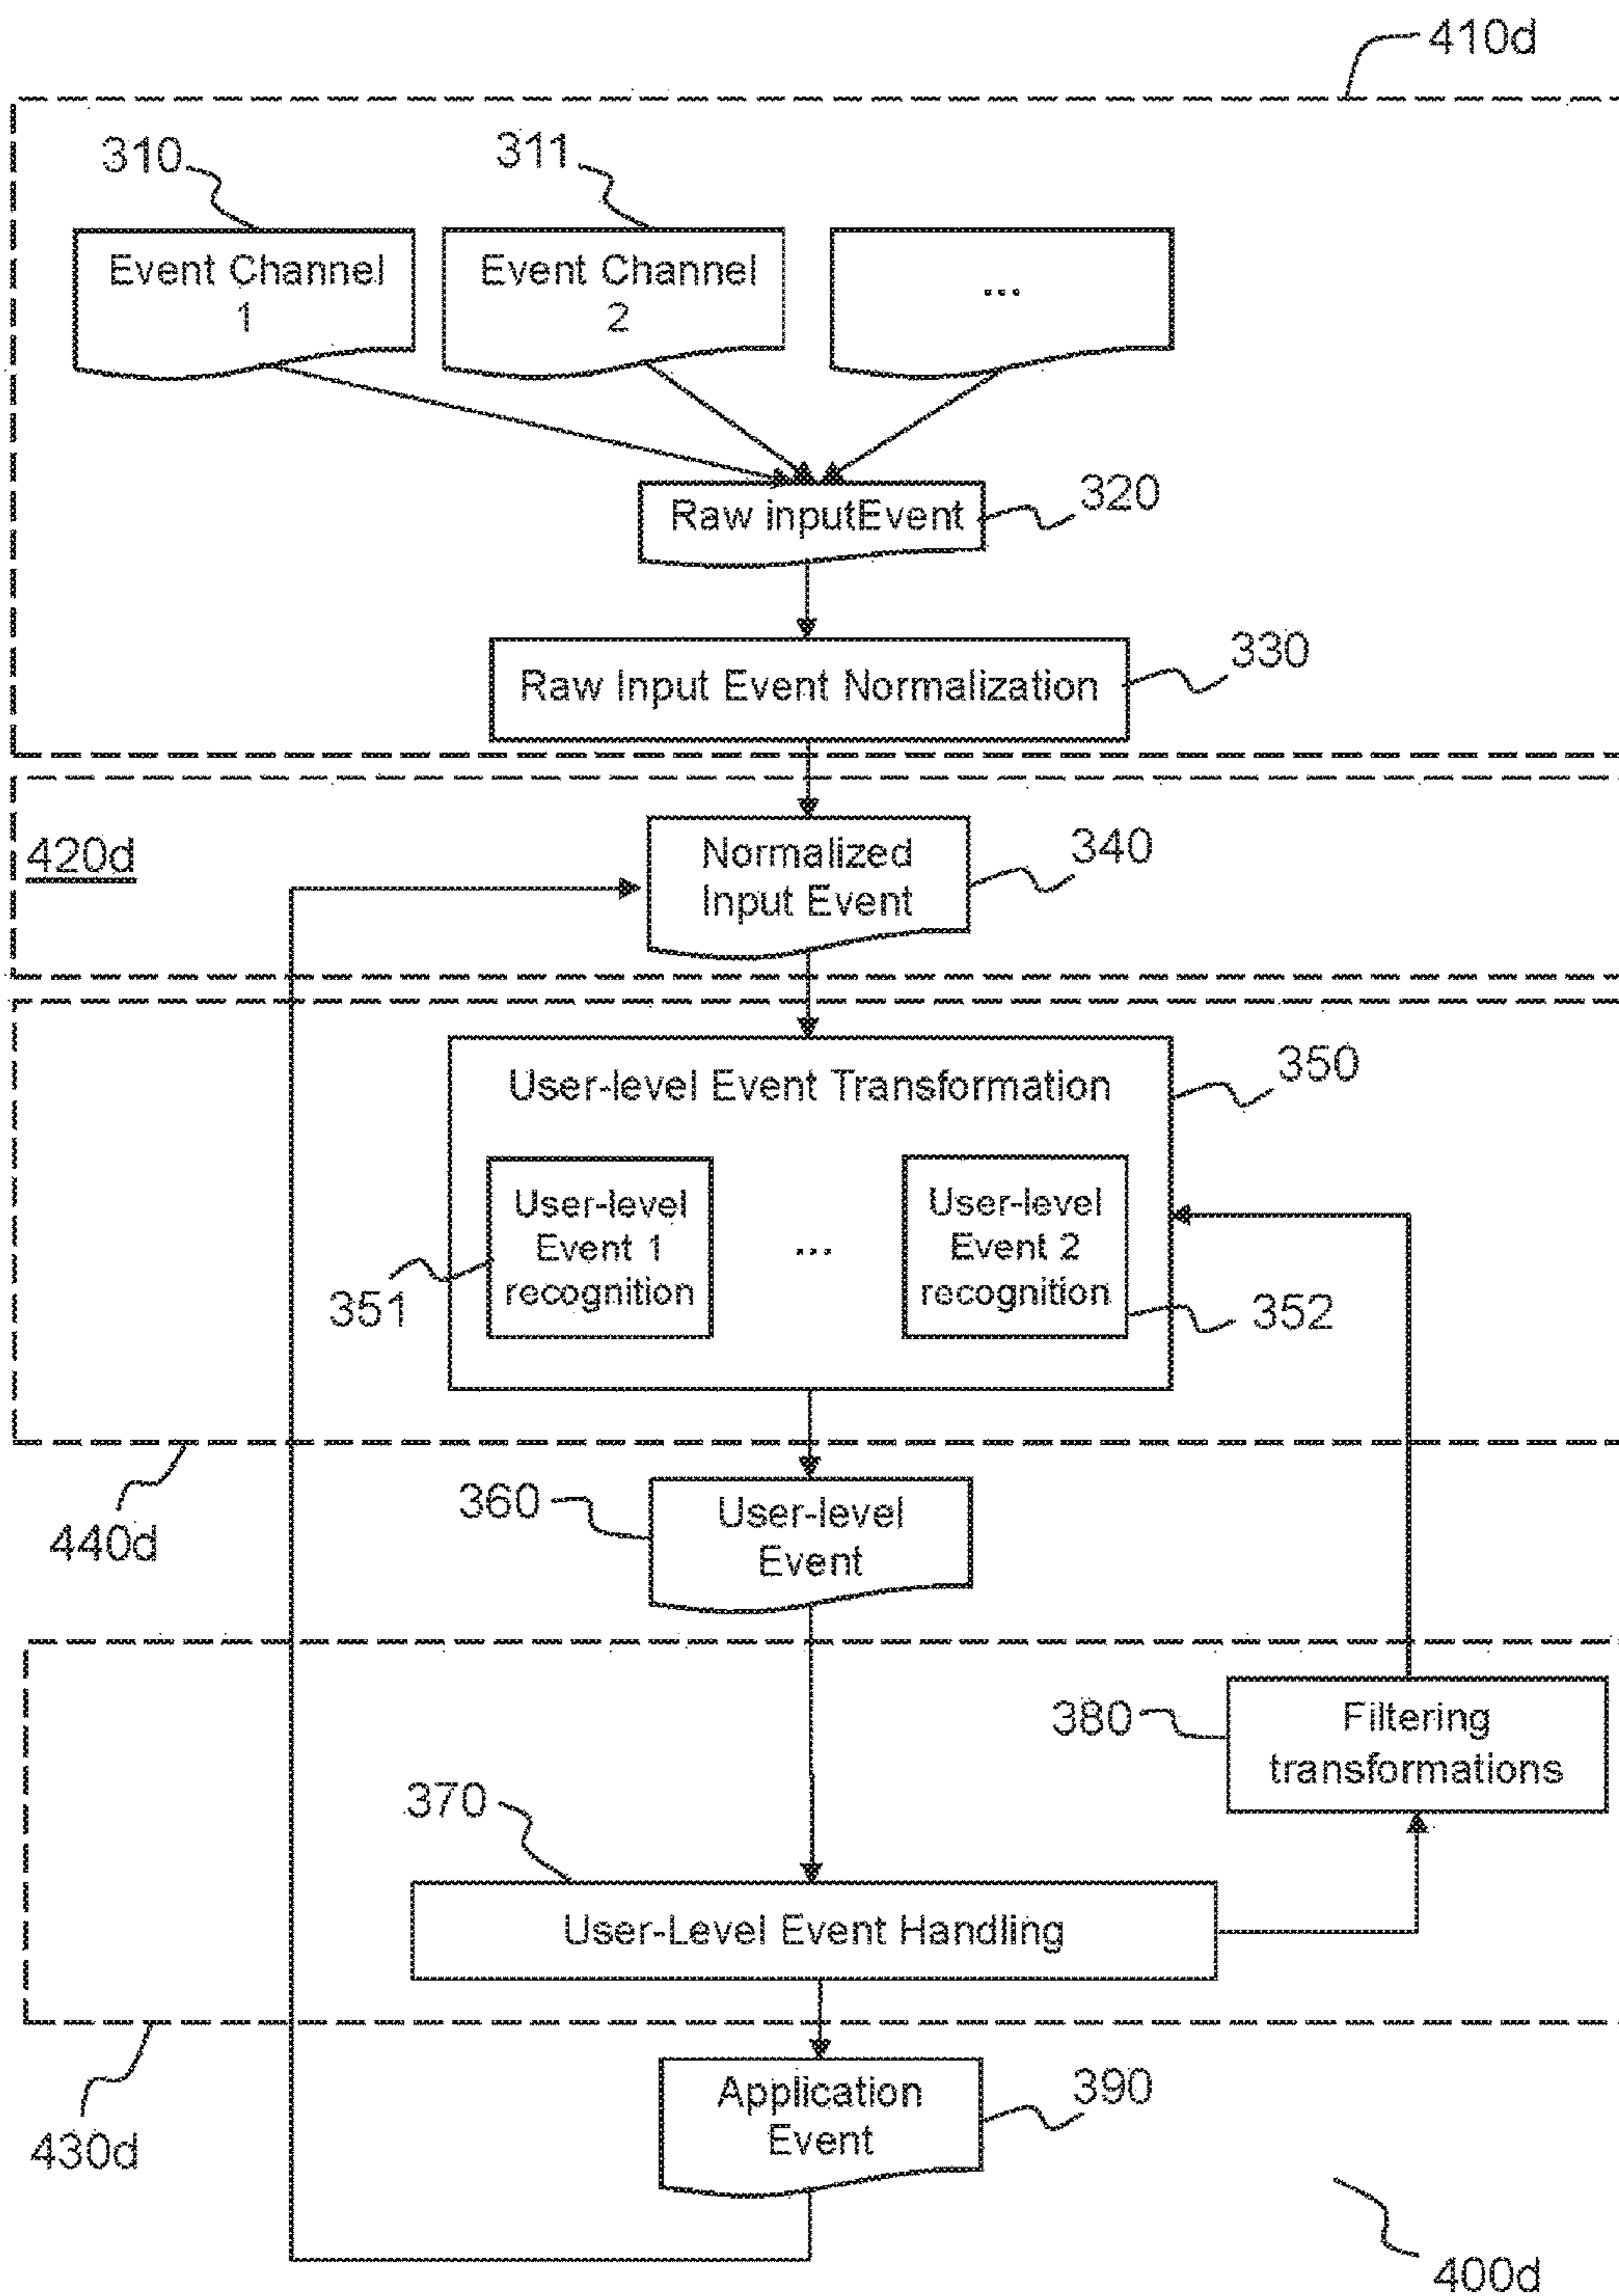 410d
310
311
Event Channel
1
Event Channel
2
...
Raw inputEvent
320
Raw Input Event Normalization
330
420d
Normalized
Input Event
340
User-level Event Transformation
350
User-level
Event 1
recognition
351
...
User-level
Event 2
recognition
352
440d
360
User-level
Event
380
Filtering
transformations
370
User-Level Event Handling
430d
Application
Event
390
400d